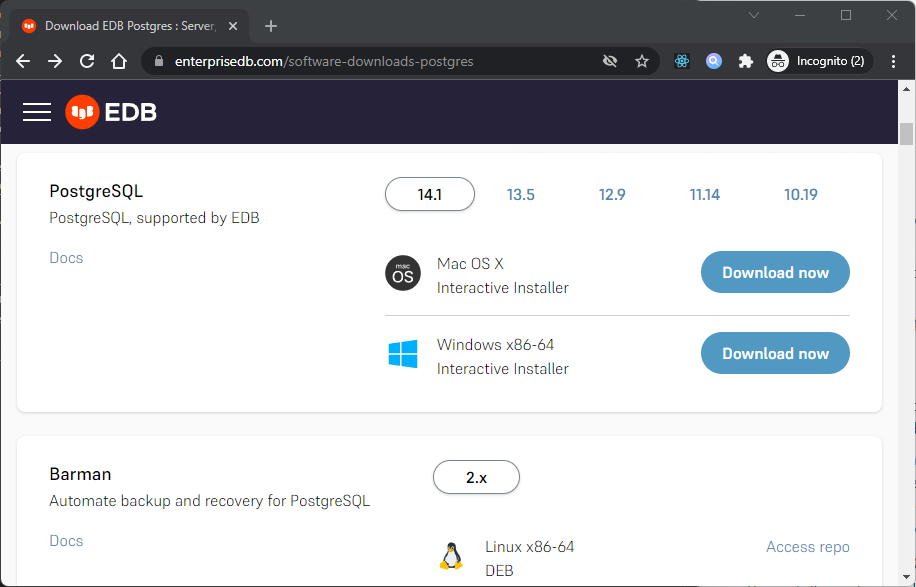 Download EDB Postgres : Server,
enterprisedb.com/software-downloads-postgres
Incognito (2)
EDB
PostgreSQL
PostgreSQL, supported by EDB
Docs
14.1 13.5 12.9 11.14 10.19
mac
OS
Mac OS X
Interactive Installer
Download now
Windows x86-64
Interactive Installer
Download now
Barman
Automate backup and recovery for PostgreSQL
Docs
2.x
Linux x86-64
DEB
Access repo